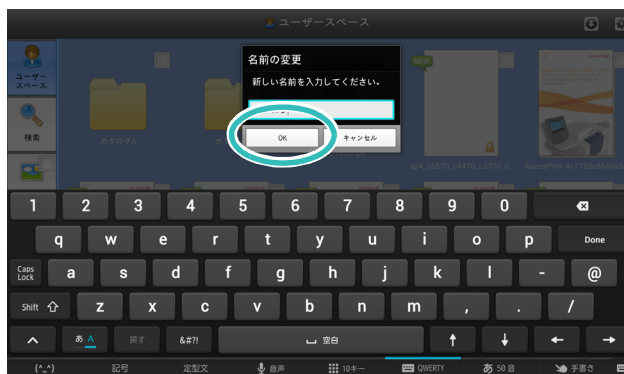 ユーザースペース
ユーザー
スペース
検索
カタログA
NEW
名前の変更
新しい名前を入力してください。
OK
キャンセル
1 2 3 4 5 6 7 8 9 0
q w e r t y u i o p Done
Caps
Lock
a s d f g h j k l - @
Shift z x c v b n m , . /
あ A 戻す &#?! 空白
(^_^) 記号 定型文 音声 10キー QWERTY あ 50 音 手書き